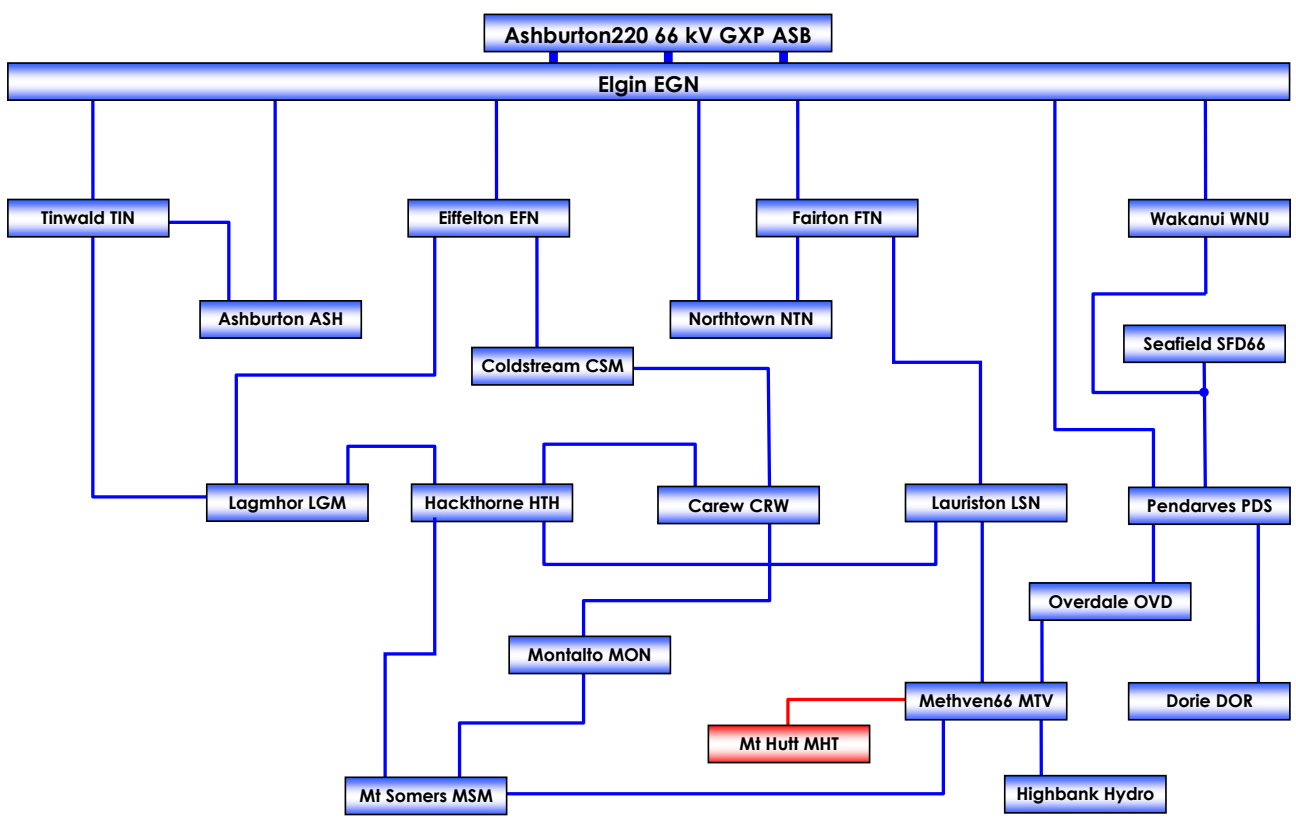 Ashburton220 66 kV GXP ASB
Elgin EGN
Tinwald TIN
Eiffelton EFN
Fairton FTN
Wakanui WNU
Ashburton ASH
Northtown NTN
Seafield SFD66
Coldstream CSM
Lagmhor LGM
Hackthorne HTH
Carew CRW
Lauriston LSN
Pendarves PDS
Overdale OVD
Montalto MON
Methven66 MTV
Dorie DOR
Mt Hutt MHT
Mt Somers MSM
Highbank Hydro